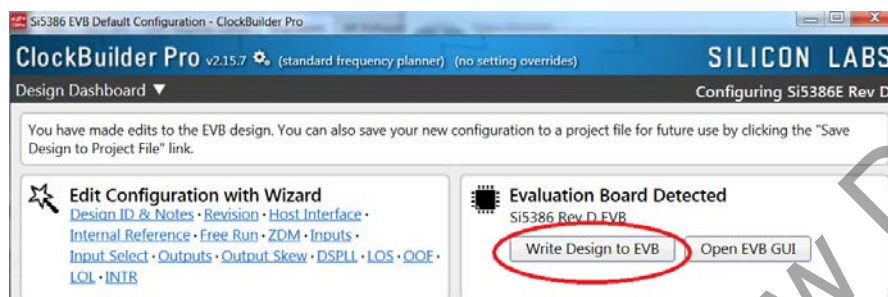 Si5386 EVB Default Configuration - ClockBuilder Pro
ClockBuilder Pro v2.15.7 (standard frequency planner) (no setting overrides) SILICON LABS
Design Dashboard ▼ Configuring Si5386E Rev D
You have made edits to the EVB design. You can also save your new configuration to a project file for future use by clicking the "Save
Design to Project File" link.
Edit Configuration with Wizard
Design ID & Notes · Revision · Host Interface ·
Internal Reference · Free Run · ZDM · Inputs ·
Input Select · Outputs · Output Skew · DSPLL · LOS · OOF ·
LOL · INTR
Evaluation Board Detected
Si5386 Rev D EVB
Write Design to EVB Open EVB GUI